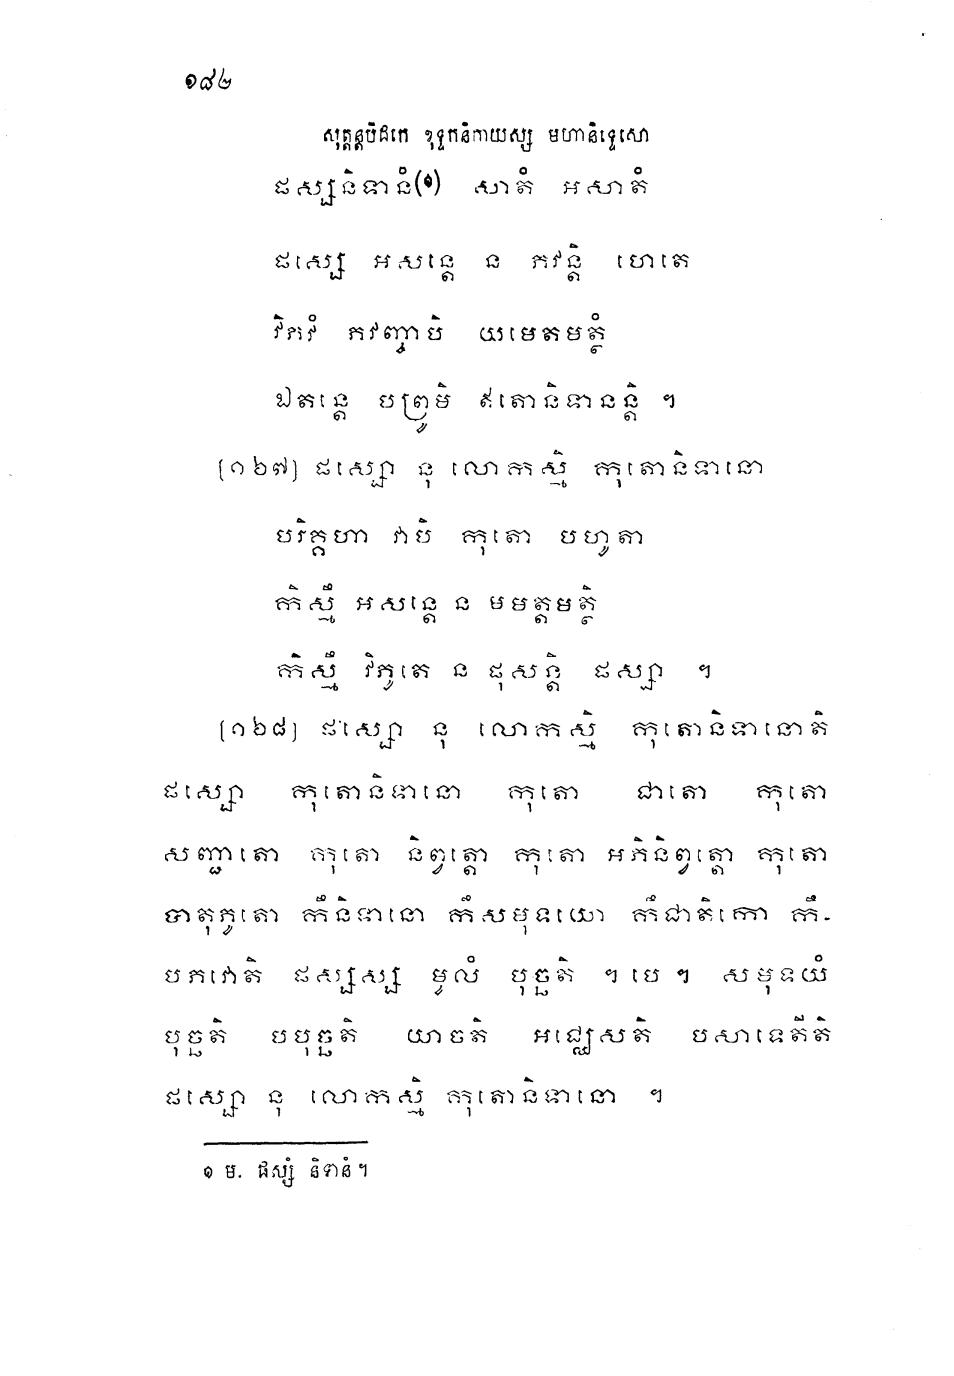 ១៨២
សុត្តន្តបិដកេ ខុទ្ទកនិកាយស្ស មហានិទ្ទេសោ
ផស្សនិទានំ(១) សាតំ អសាតំ
ផស្សេ អសន្តេ ន ភវន្តិ ហេតេ
វិភវំ ភវញ្ចាបិ យមេតមត្ថំ
ឯតន្តេ បព្រូមិ ឥតោនិទានន្តិ ។
(១៦៧) ផស្សោ នុ លោកស្មិ កុតោនិទានោ
បរិគ្គហា វាបិ កុតោ បហូតា
កិស្មឹ អសន្តេ ន មមត្តមត្ថិ
កិស្មឹ វិភូតេ ន ផុសន្តិ ផស្សា ។
(១៦៨) ផស្សោ នុ លោកស្មិ កុតោនិទានោតិ
ផស្សោ កុតោនិទានោ កុតោ ជាតោ កុតោ
សញ្ជាតោ កុតោ និព្វត្តោ កុតោ អភិនិព្វត្តោ កុតោ
បាតុភូតោ កឹនិទានោ កឹសមុទយោ កឹជាតិកោ កឹ-
បភវោតិ ផស្សស្ស មូលំ បុច្ឆតិ ។ បេ ។ សមុទយំ
បុច្ឆតិ បបុច្ឆតិ យាចតិ អជ្ឈេសតិ បសាទេតីតិ
ផស្សោ នុ លោកស្មិ កុតោនិទានោ ។
១ ម. ផស្សំ និទានំ។